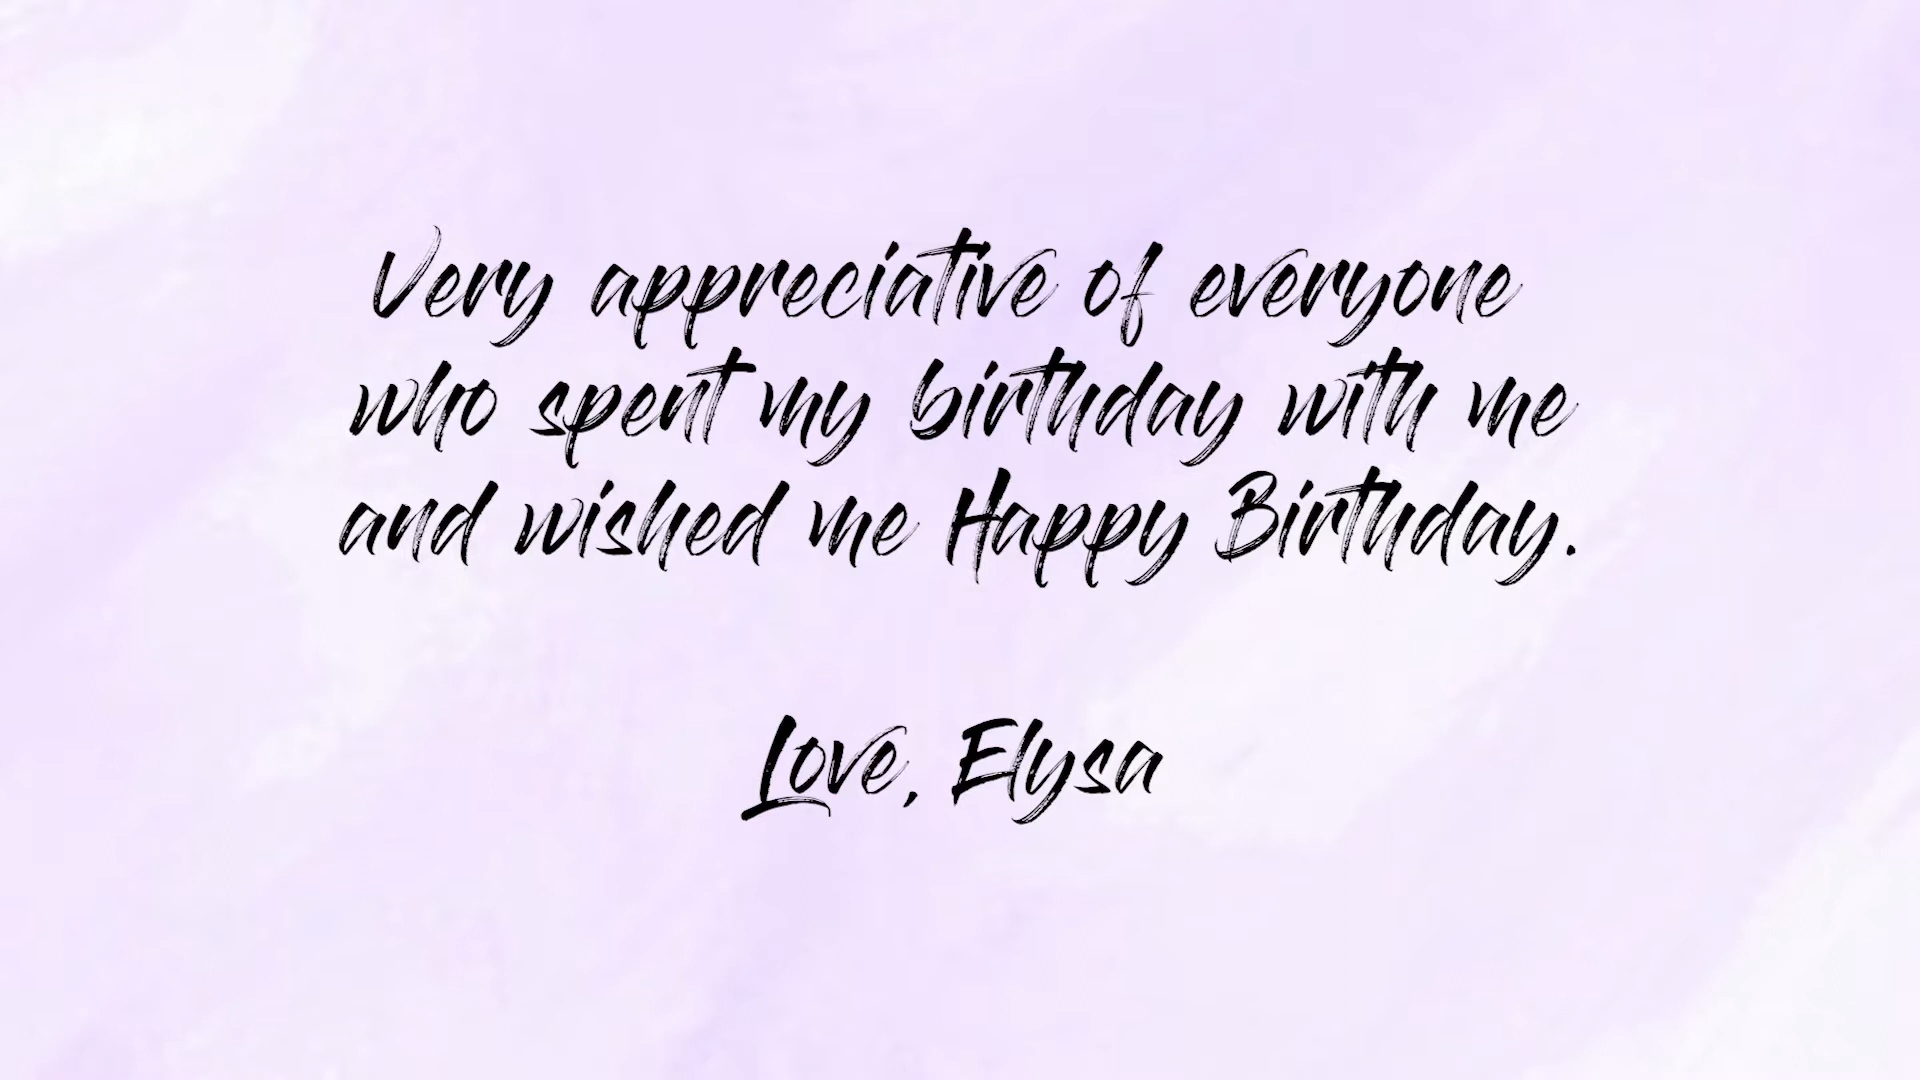 Very appreciative of everyone
who spent my birthday with me
and wished me Happy Birthday.
Love, Elysa